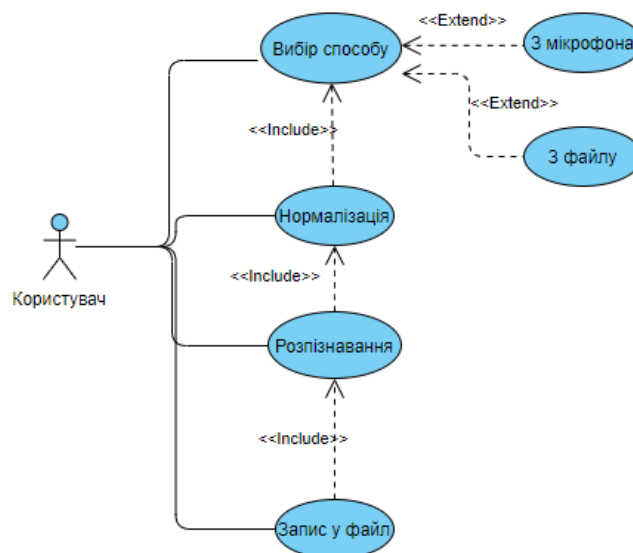 <<Extend>>
Вибір способу
З мікрофона
<<Extend>>
<<Include>>
З файлу
Нормалізація
<<Include>>
Користувач
Розпізнавання
<<Include>>
Запис у файл